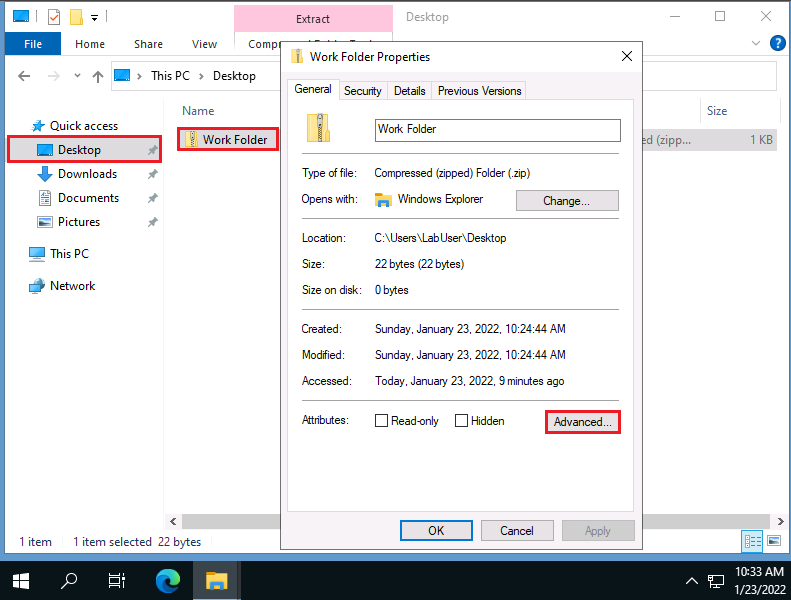 Extract
Desktop
File
Home
Share
View
This PC
Desktop
Name
Size
Quick access
Desktop
Downloads
Documents
Pictures
This PC
Network
Work Folder
(zipp...
1 KB
Work Folder Properties
General
Security
Details
Previous Versions
Work Folder
Type of file:
Compressed (zipped) Folder (.zip)
Opens with:
Windows Explorer
Change...
Location:
C:\Users\LabUser\Desktop
Size:
22 bytes (22 bytes)
Size on disk:
0 bytes
Created:
Sunday, January 23, 2022, 10:24:44 AM
Modified:
Sunday, January 23, 2022, 10:24:44 AM
Accessed:
Today, January 23, 2022, 9 minutes ago
Attributes:
Read-only
Hidden
Advanced...
OK
Cancel
Apply
1 item
1 item selected
22 bytes
10:33 AM
1/23/2022